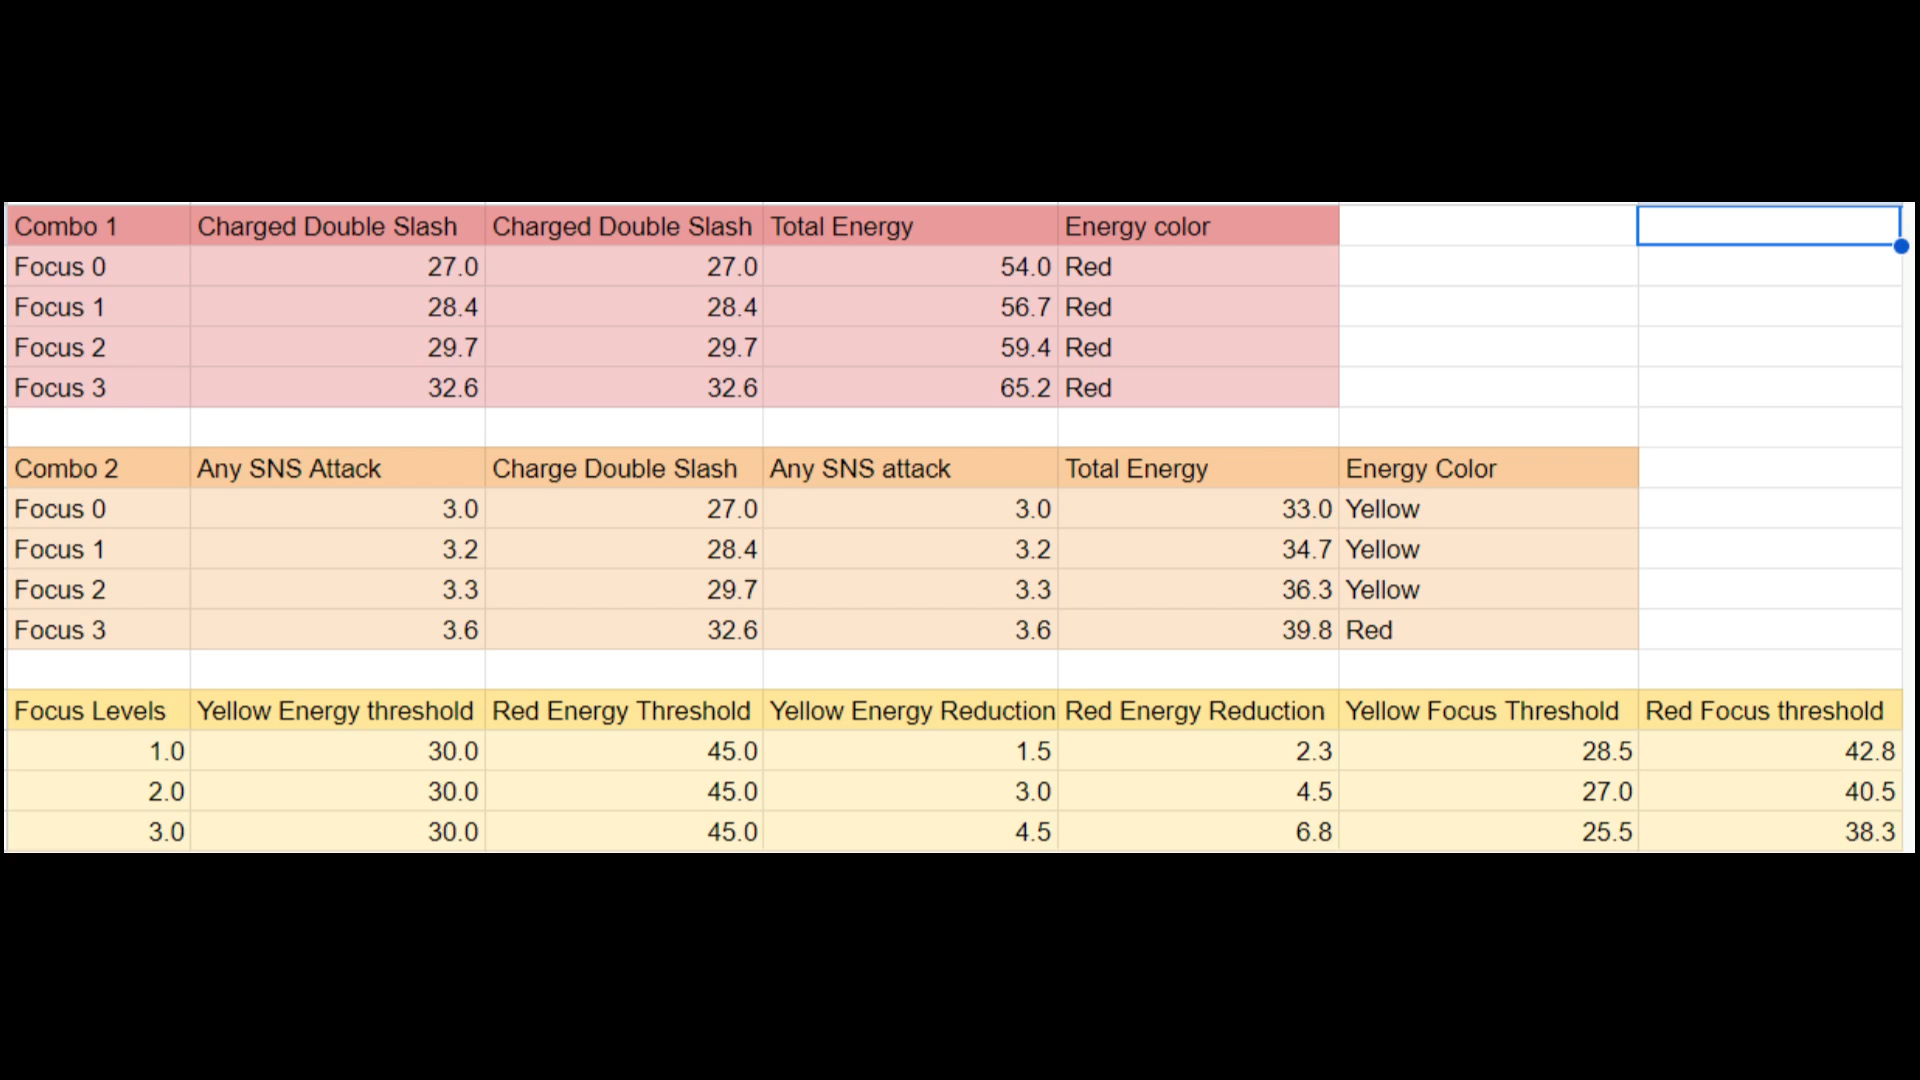 Combo 1 Charged Double Slash Charged Double Slash Total Energy Energy color
Focus 0 27.0 27.0 54.0 Red
Focus 1 28.4 28.4 56.7 Red
Focus 2 29.7 29.7 59.4 Red
Focus 3 32.6 32.6 65.2 Red
Combo 2 Any SNS Attack Charge Double Slash Any SNS attack Total Energy Energy Color
Focus 0 3.0 27.0 3.0 33.0 Yellow
Focus 1 3.2 28.4 3.2 34.7 Yellow
Focus 2 3.3 29.7 3.3 36.3 Yellow
Focus 3 3.6 32.6 3.6 39.8 Red
Focus Levels Yellow Energy threshold Red Energy Threshold Yellow Energy Reduction Red Energy Reduction Yellow Focus Threshold Red Focus threshold
1.0 30.0 45.0 1.5 2.3 28.5 42.8
2.0 30.0 45.0 3.0 4.5 27.0 40.5
3.0 30.0 45.0 4.5 6.8 25.5 38.3